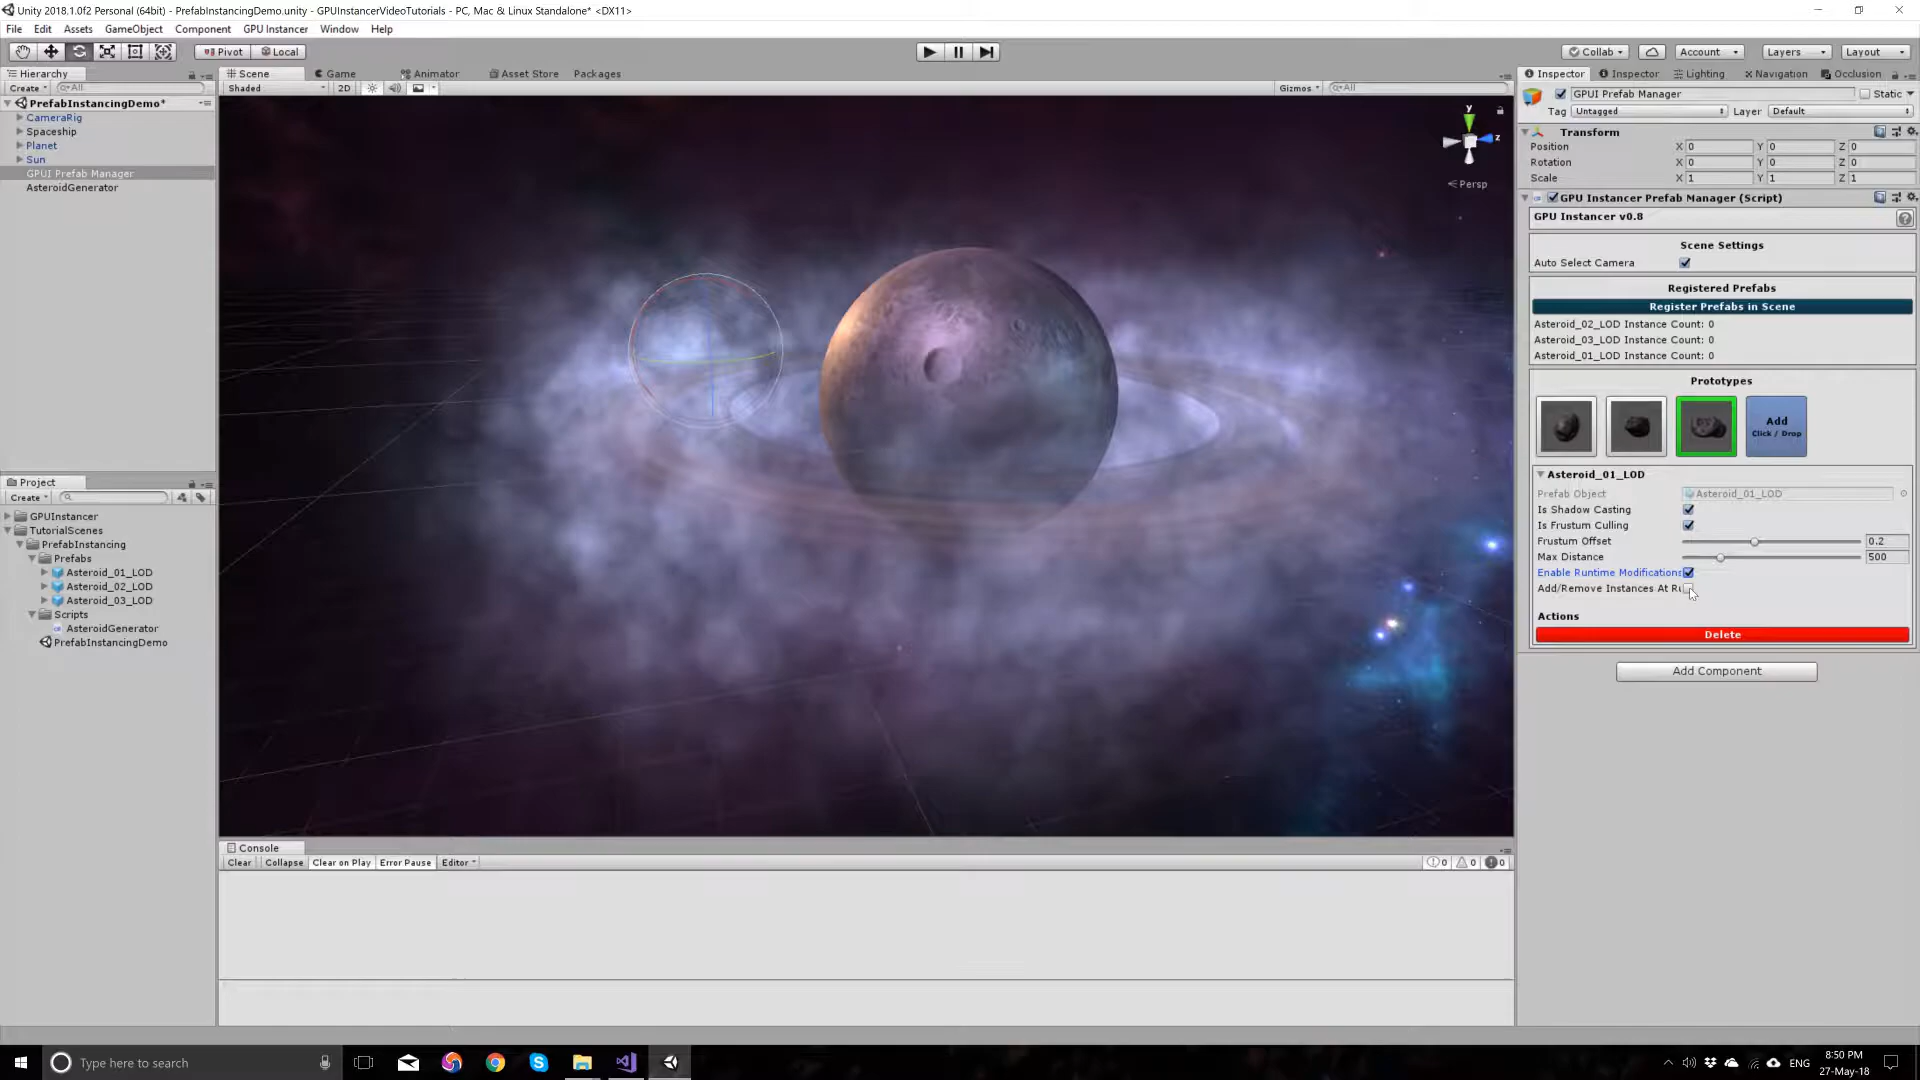 Unity 2018.1.0f2 Personal (64bit) - PrefabInstancingDemo.unity - GPUInstancerVideoTutorials - PC, Mac & Linux Standalone* <DX11>
File Edit Assets GameObject Component GPU Instancer Window Help
Pivot Local Collab Account Layers Layout
Hierarchy Scene Game Animator Asset Store Packages Inspector Inspector Lighting Navigation Occlusion
Create All Shaded 2D Gizmos All
PrefabInstancingDemo*
CameraRig
Spaceship
Planet
Sun
GPUI Prefab Manager
AsteroidGenerator
y
z
Persp
GPUI Prefab Manager Static
Tag Untagged Layer Default
Transform
Position X 0 Y 0 Z 0
Rotation X 0 Y 0 Z 0
Scale X 1 Y 1 Z 1
GPU Instancer Prefab Manager (Script)
GPU Instancer v0.8
Scene Settings
Auto Select Camera
Registered Prefabs
Register Prefabs in Scene
Asteroid_02_LOD Instance Count: 0
Asteroid_03_LOD Instance Count: 0
Asteroid_01_LOD Instance Count: 0
Prototypes
Add
Click / Drop
Asteroid_01_LOD
Prefab Object Asteroid_01_LOD
Is Shadow Casting
Is Frustum Culling
Frustum Offset 0.2
Max Distance 500
Enable Runtime Modifications
Add/Remove Instances At Ru
Actions
Delete
Add Component
Project
Create
GPUInstancer
TutorialScenes
PrefabInstancing
Prefabs
Asteroid_01_LOD
Asteroid_02_LOD
Asteroid_03_LOD
Scripts
AsteroidGenerator
PrefabInstancingDemo
Console
Clear Collapse Clear on Play Error Pause Editor 0 0 0
Type here to search
ENG
8:50 PM
27-May-18